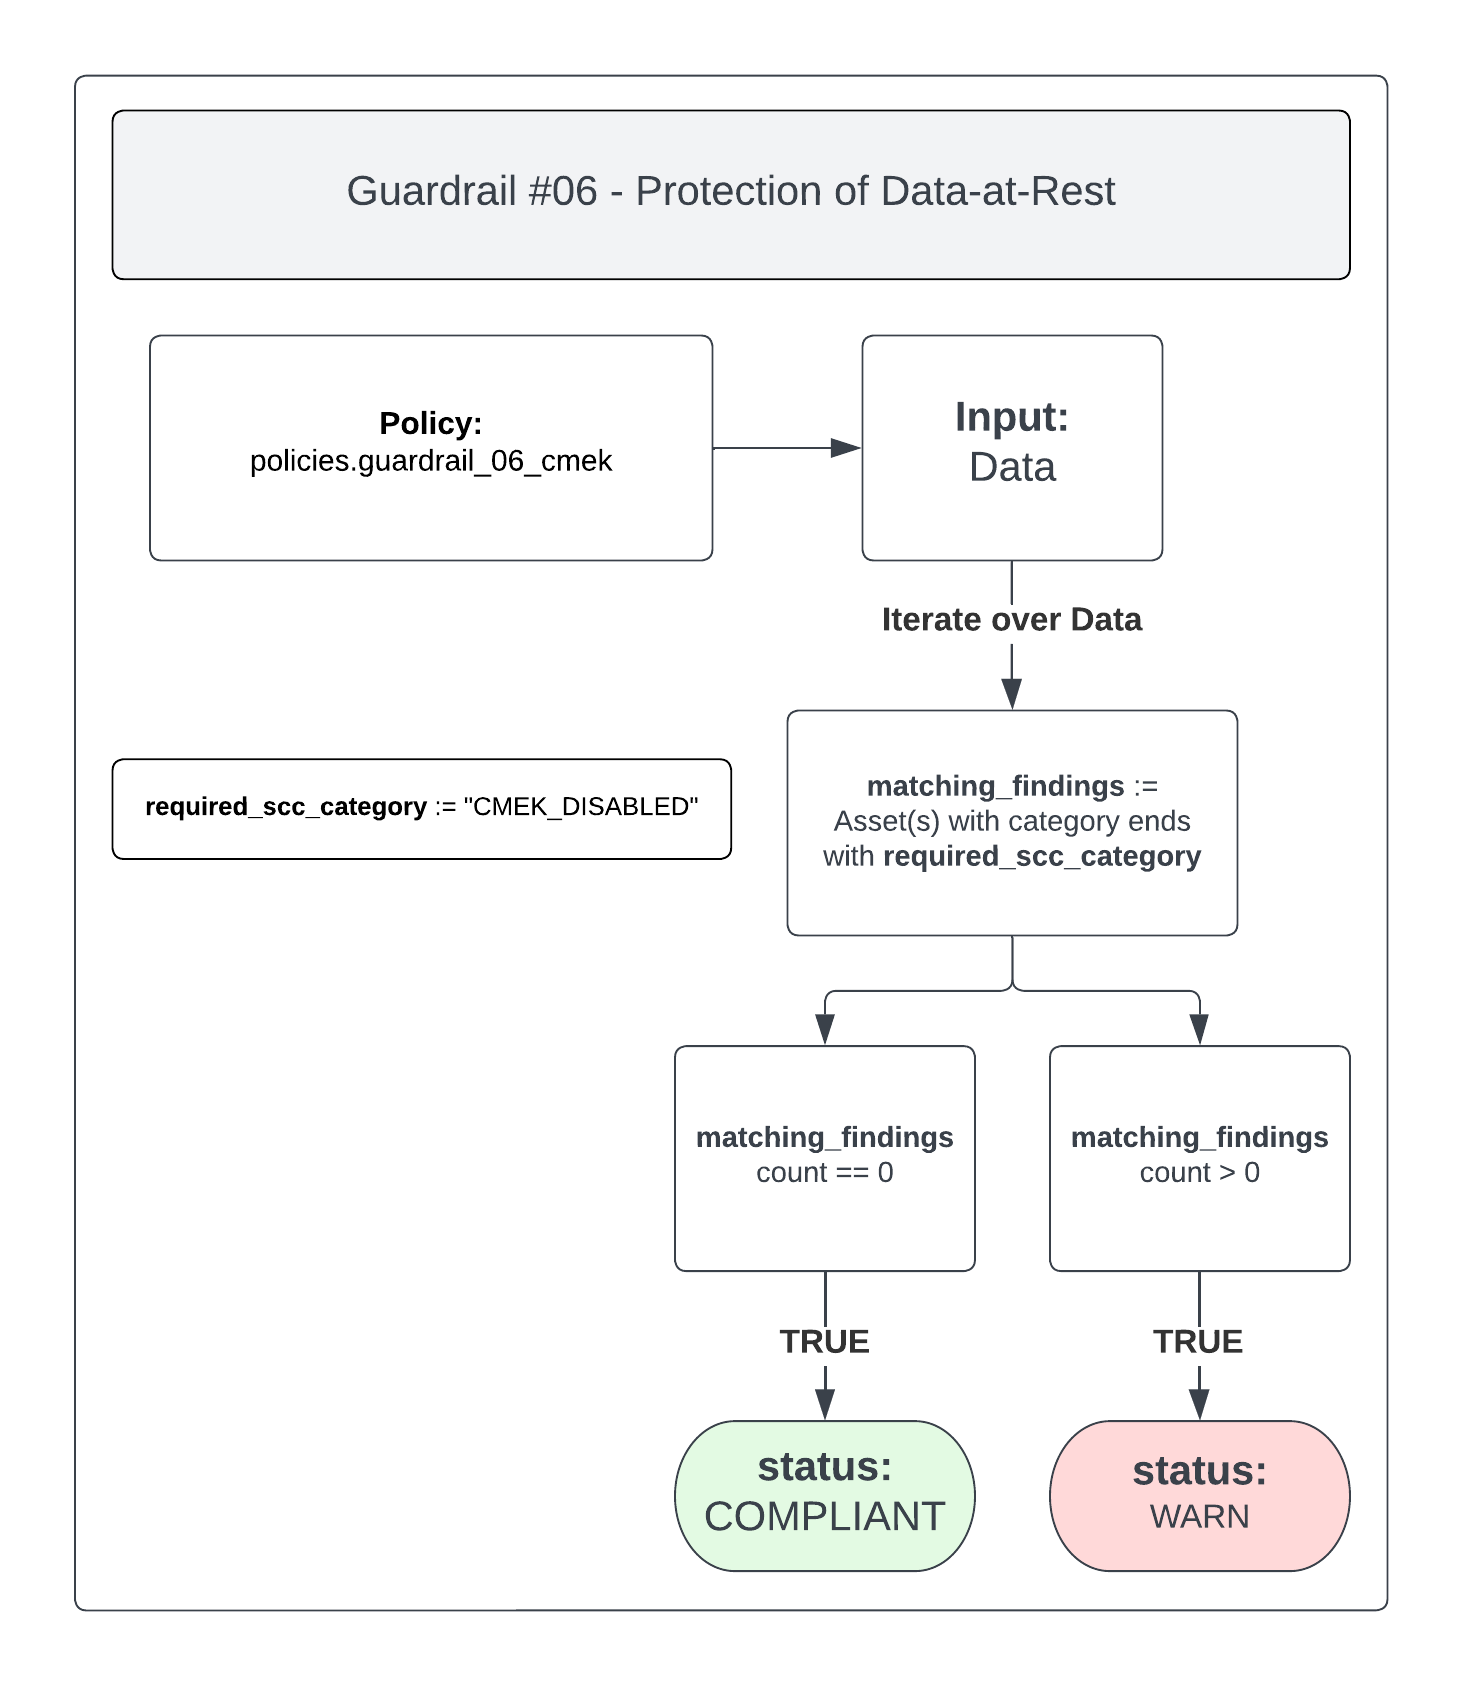 Guardrail #06 - Protection of Data-at-Rest
Policy:
policies.guardrail_06_cmek
Input:
Data
Iterate over Data
required_scc_category := "CMEK_DISABLED"
matching_findings :=
Asset(s) with category ends
with required_scc_category
matching_findings
count == 0
matching_findings
count > 0
TRUE
TRUE
status:
COMPLIANT
status:
WARN